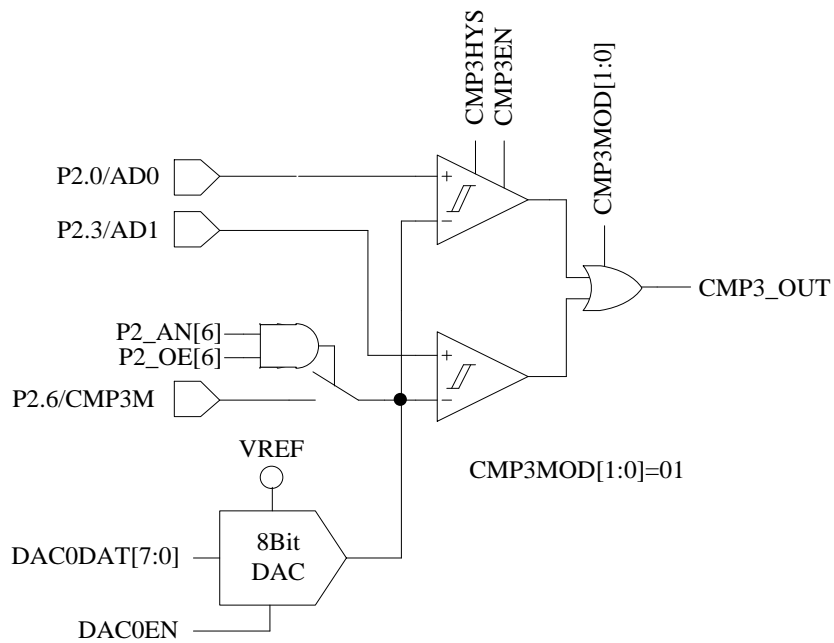 CMP3HYS
CMP3EN
CMP3MOD[1:0]
P2.0/AD0
+
−
P2.3/AD1
CMP3_OUT
P2_AN[6]
P2_OE[6]
+
P2.6/CMP3M
−
VREF
CMP3MOD[1:0]=01
8Bit
DAC
DAC0DAT[7:0]
DAC0EN